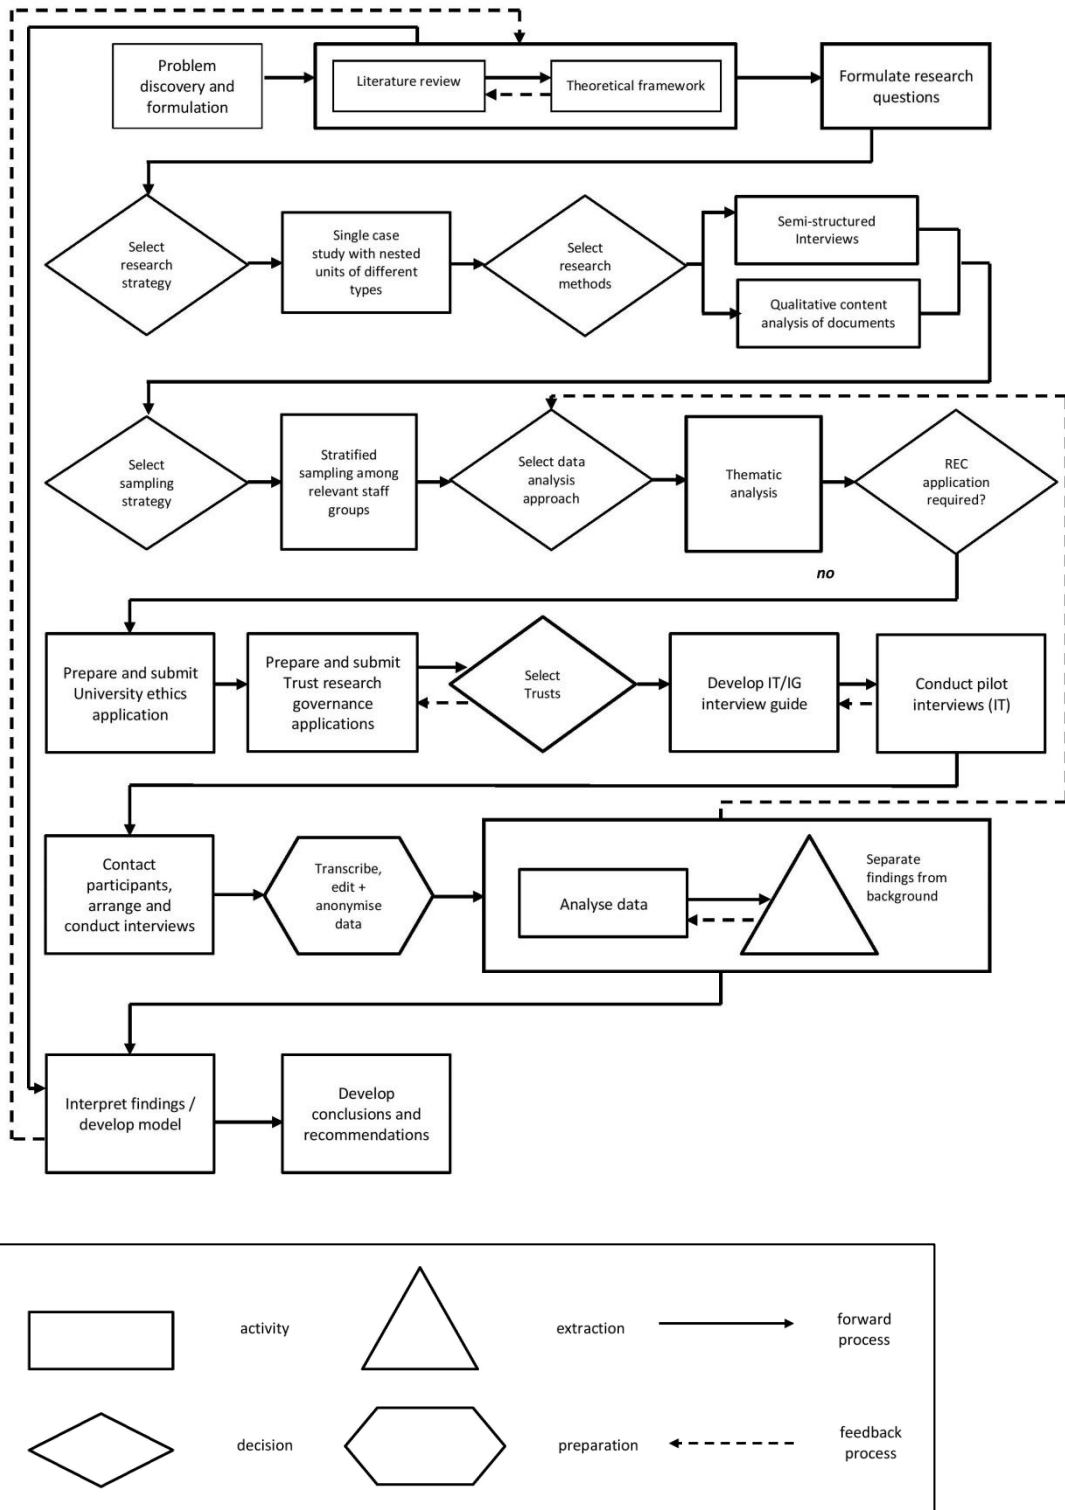 Problem
discovery and
formulation
Literature review
Theoretical framework
Formulate research
questions
Select
research
strategy
Single case
study with nested
units of different
types
Select
research
methods
Semi-structured
Interviews
Qualitative content
analysis of documents
Select
sampling
strategy
Stratified
sampling among
relevant staff
groups
Select data
analysis
approach
Thematic
analysis
REC
application
required?
no
Prepare and submit
University ethics
application
Prepare and submit
Trust research
governance
applications
Select
Trusts
Develop IT/IG
interview guide
Conduct pilot
interviews (IT)
Contact
participants,
arrange and
conduct interviews
Transcribe,
edit +
anonymise
data
Analyse data
Separate
findings from
background
Interpret findings /
develop model
Develop
conclusions and
recommendations
activity
extraction
forward
process
decision
preparation
feedback
process